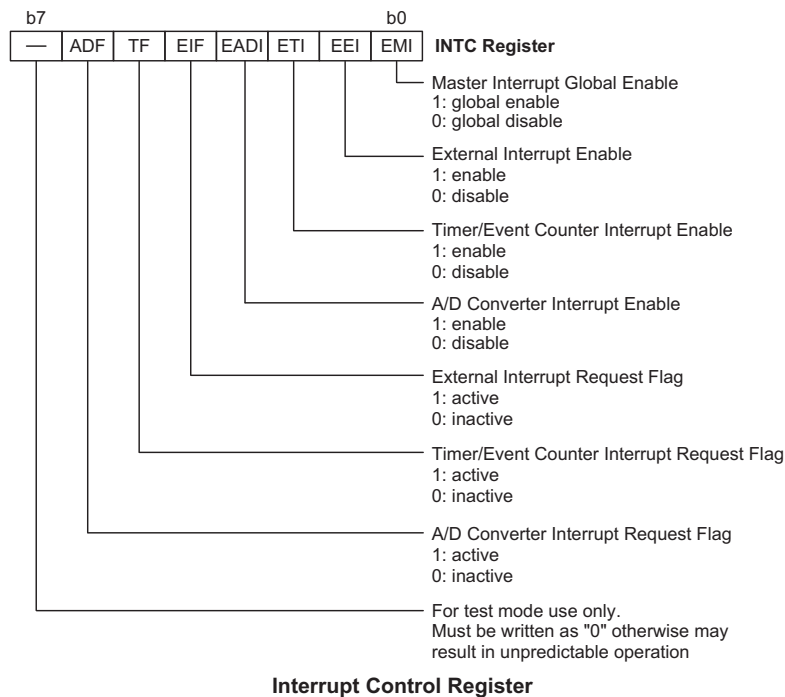 b7 b0
— ADF TF EIF EADI ETI EEI EMI INTC Register
Master Interrupt Global Enable
1: global enable
0: global disable
External Interrupt Enable
1: enable
0: disable
Timer/Event Counter Interrupt Enable
1: enable
0: disable
A/D Converter Interrupt Enable
1: enable
0: disable
External Interrupt Request Flag
1: active
0: inactive
Timer/Event Counter Interrupt Request Flag
1: active
0: inactive
A/D Converter Interrupt Request Flag
1: active
0: inactive
For test mode use only.
Must be written as "0" otherwise may
result in unpredictable operation
Interrupt Control Register